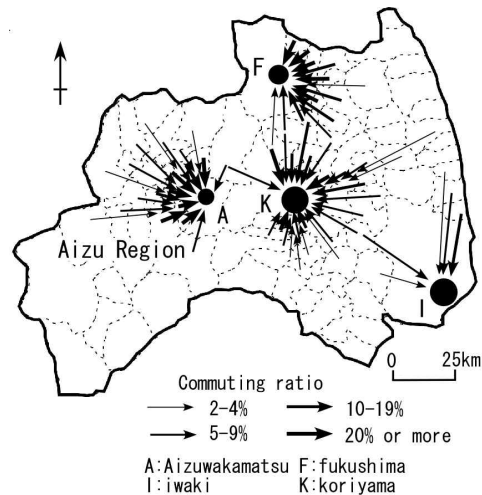 F
A
K
Aizu Region
I
0 25km
Commuting ratio
2-4% 10-19%
5-9% 20% or more
A:Aizuwakamatsu F:fukushima
I:iwaki K:koriyama